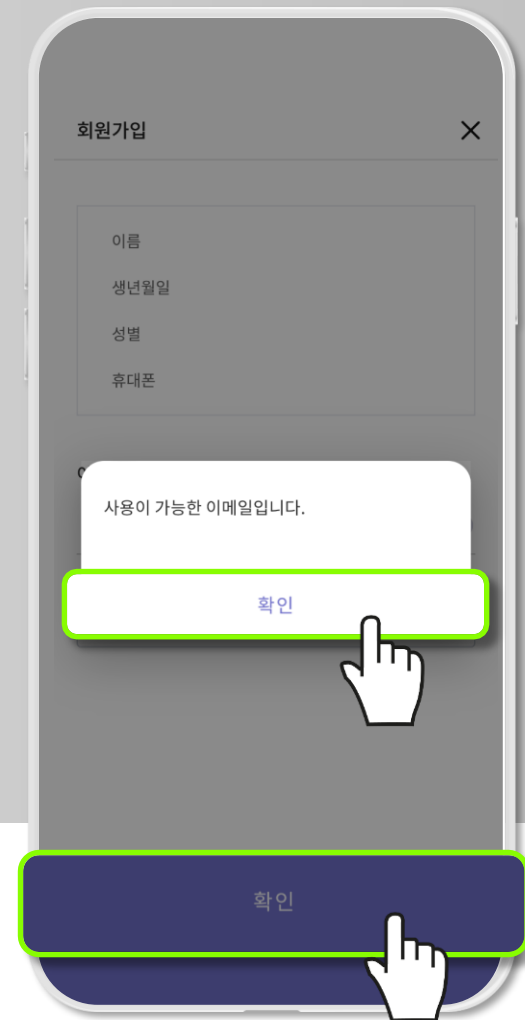 회원가입
이름
생년월일
성별
휴대폰
사용이 가능한 이메일입니다.
확인
확인